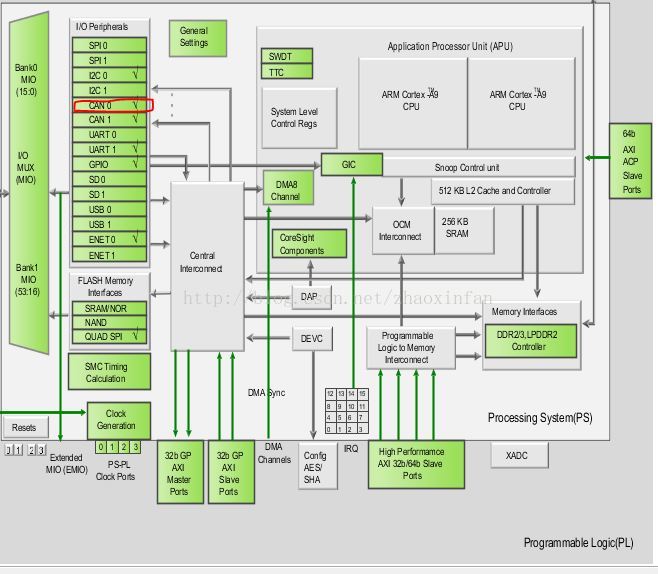 I/O Peripherals
SPI 0
SPI 1
I2C 0 √
I2C 1
CAN 0 √
CAN 1 √
UART 0
UART 1 √
GPIO √
SD 0
SD 1
USB 0
USB 1
ENET 0 √
ENET 1
FLASH Memory
Interfaces
SRAM/NOR
NAND
QUAD SPI √
SMC Timing
Calculation
Bank0
MIO
(15:0)
I/O
MUX
(MIO)
Bank1
MIO
(53:16)
General
Settings
Application Processor Unit (APU)
SWDT
TTC
System Level
Control Regs
ARM Cortex -A9
TM
CPU
ARM Cortex -A9
TM
CPU
GIC
Snoop Control unit
DMA8
Channel
512 KB L2 Cache and Controller
OCM
Interconnect
256 KB
SRAM
CoreSight
Components
Central
Interconnect
64b
AXI
ACP
Slave
Ports
http://blog.csdn.net/zhaoxinfan
DAP
DEVC
Memory Interfaces
DDR2/3,LPDDR2
Controller
Programmable
Logic to Memory
Interconnect
DMA Sync
12 13 14 15
8 9 10 11
4 5 6 7
0 1 2 3
Processing System(PS)
Resets
Clock
Generation
0 1 2 3
0 1 2 3
Extended
MIO (EMIO)
PS-PL
Clock Ports
32b GP
AXI
Master
Ports
32b GP
AXI
Slave
Ports
DMA
Channels
Config
AES/
SHA
IRQ
High Performamce
AXI 32b/64b Slave
Ports
XADC
Programmable Logic(PL)